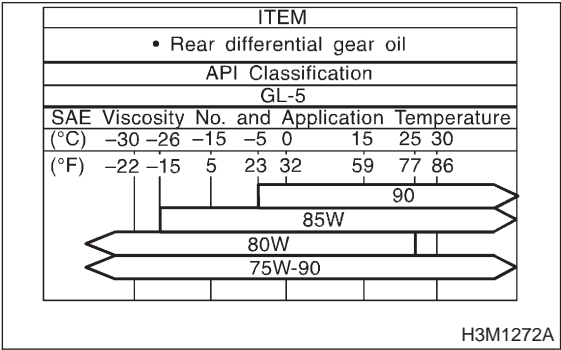 ITEM
• Rear differential gear oil
API Classification
GL-5
SAE Viscosity No. and Application Temperature
(°C) –30 –26 –15 –5 0 15 25 30
(°F) –22 –15 5 23 32 59 77 86
90
85W
80W
75W-90
H3M1272A